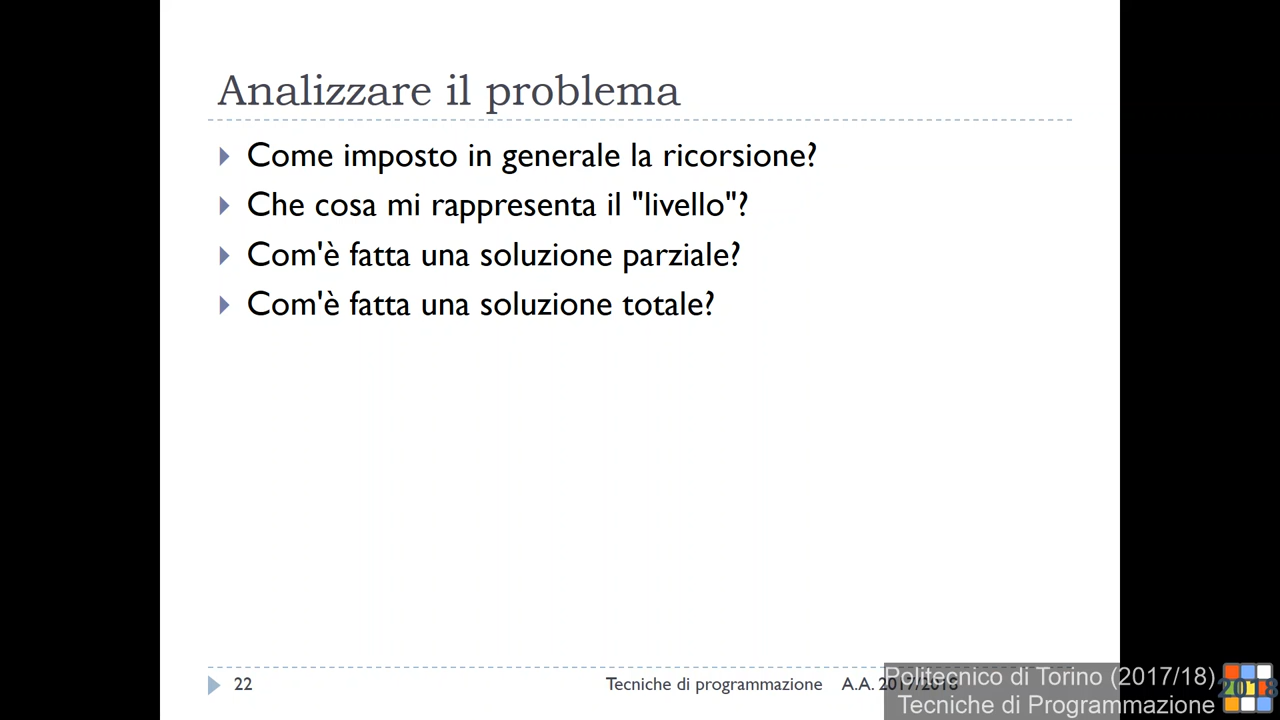 Analizzare il problema
Come imposto in generale la ricorsione?
Che cosa mi rappresenta il "livello"?
Com'è fatta una soluzione parziale?
Com'è fatta una soluzione totale?
22
Tecniche di programmazione A.A. 2017/2018
Politecnico di Torino (2017/18)
Tecniche di Programmazione
2018